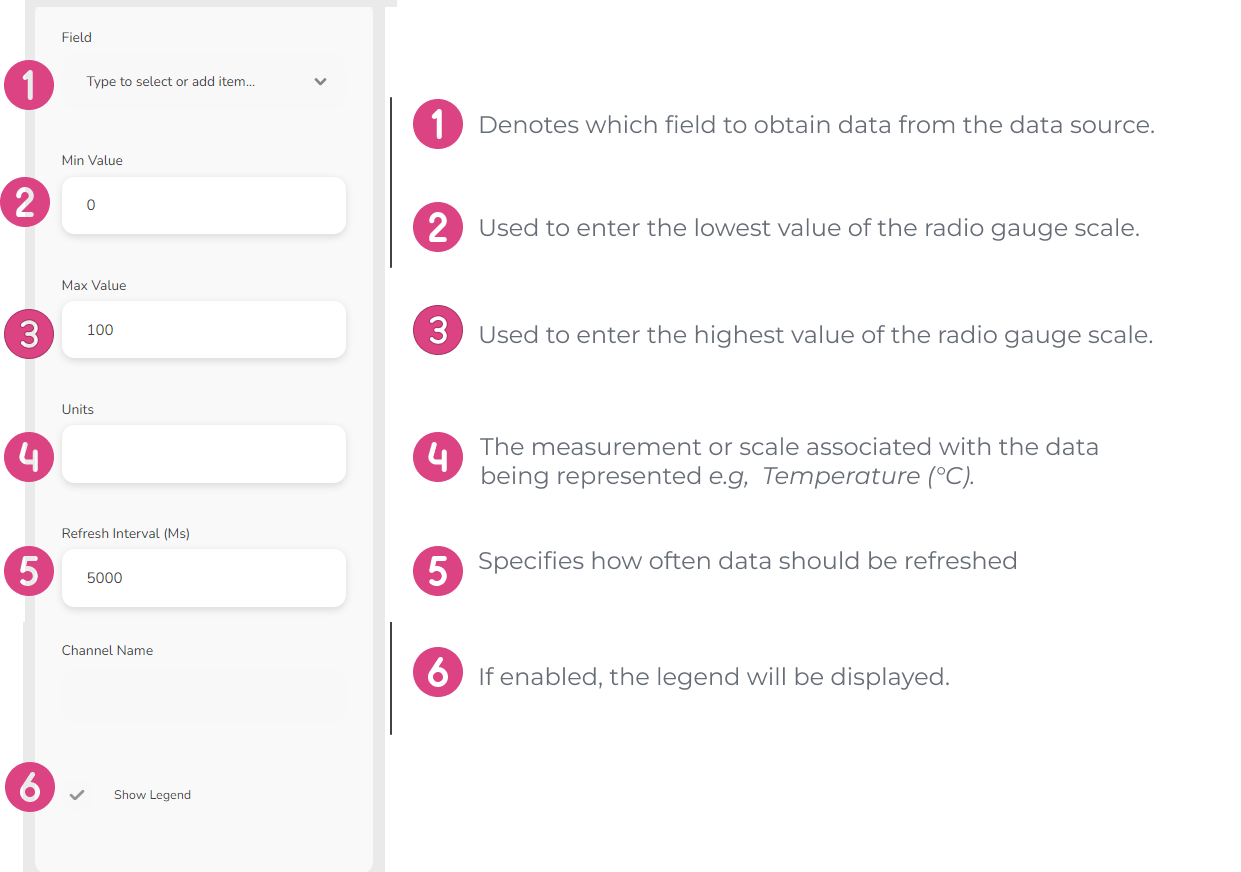 Field
1
Type to select or add item...
Min Value
2
0
Max Value
3
100
Units
4
Refresh Interval (Ms)
5
5000
Channel Name
6
Show Legend
1
Denotes which field to obtain data from the data source.
2
Used to enter the lowest value of the radio gauge scale.
3
Used to enter the highest value of the radio gauge scale.
4
The measurement or scale associated with the data
being represented e.g,  Temperature (°C).
5
Specifies how often data should be refreshed
6
If enabled, the legend will be displayed.